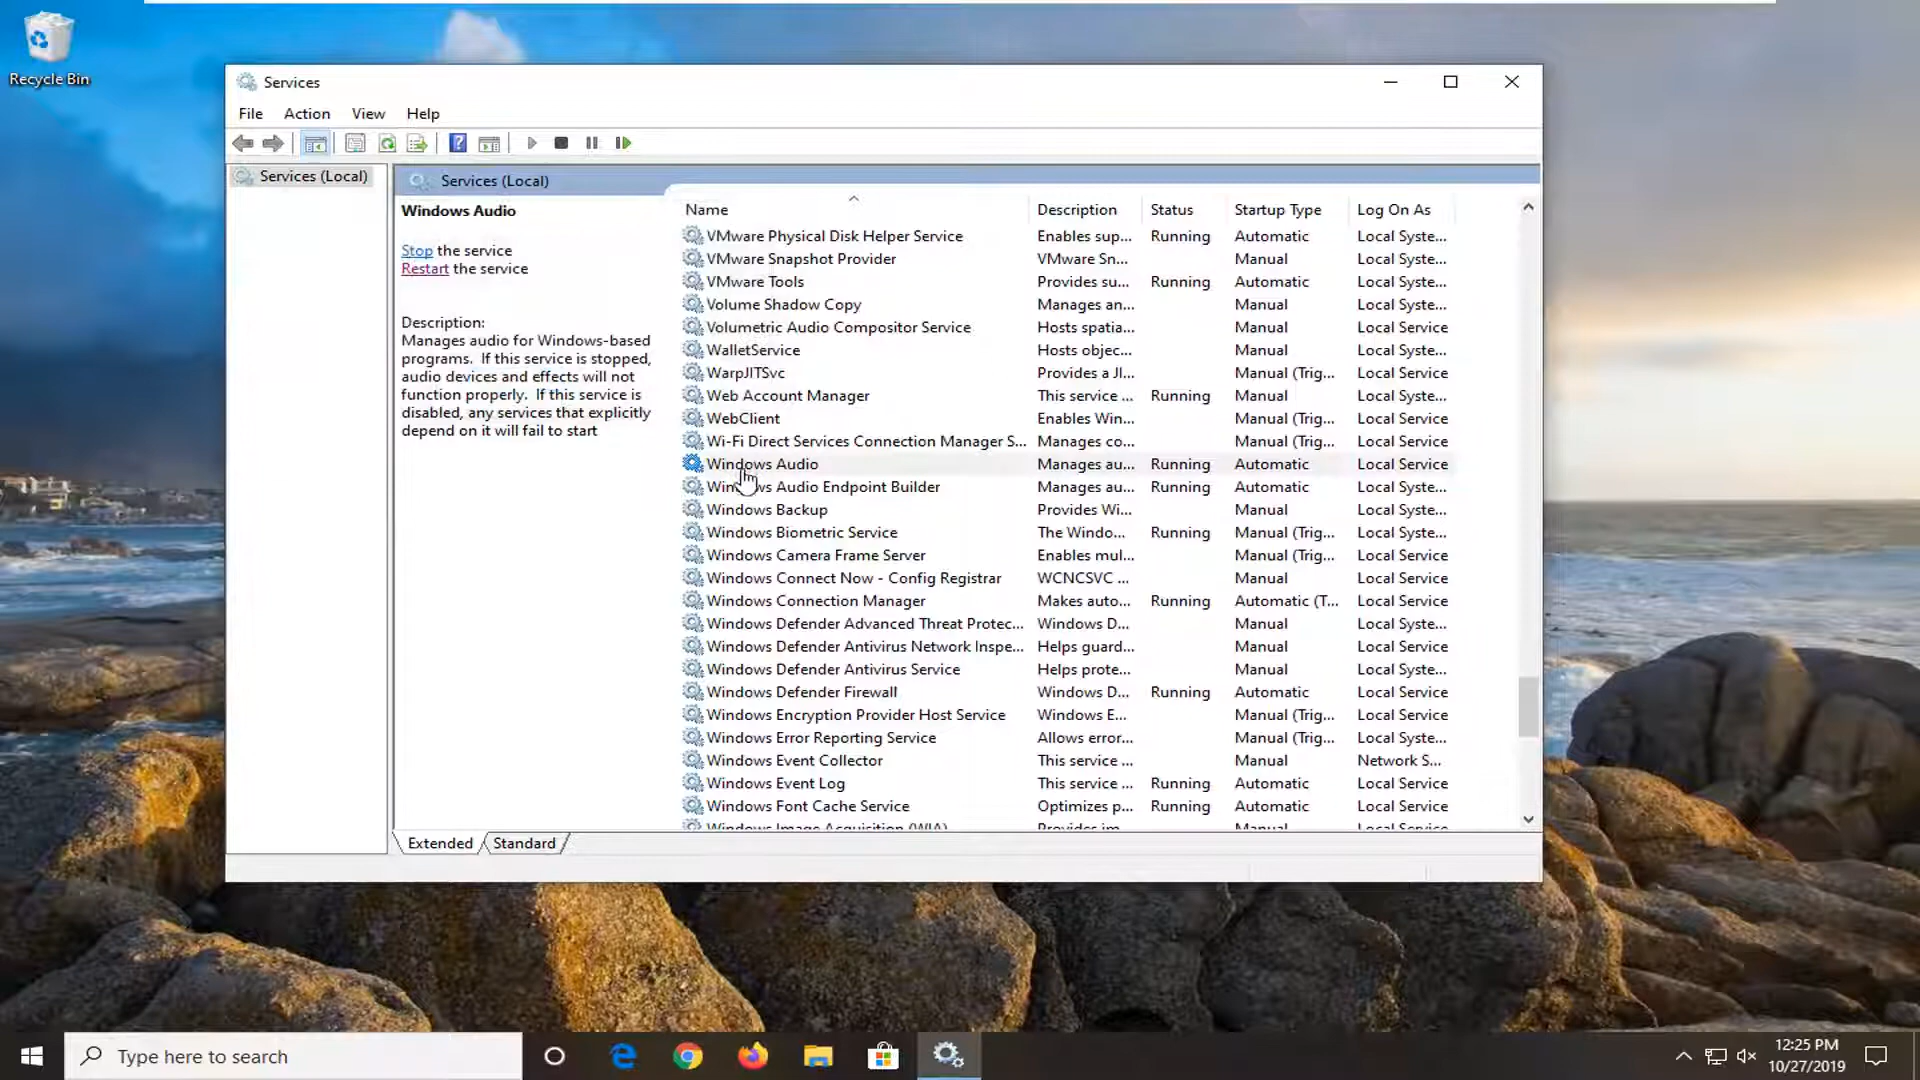 Recycle Bin
Services
File Action View Help
Services (Local)
Services (Local)
Windows Audio
Stop the service
Restart the service
Description:
Manages audio for Windows-based
programs. If this service is stopped,
audio devices and effects will not
function properly. If this service is
disabled, any services that explicitly
depend on it will fail to start
Name Description Status Startup Type Log On As
VMware Physical Disk Helper Service Enables sup... Running Automatic Local Syste...
VMware Snapshot Provider VMware Sn... Manual Local Syste...
VMware Tools Provides su... Running Automatic Local Syste...
Volume Shadow Copy Manages an... Manual Local Syste...
Volumetric Audio Compositor Service Hosts spatia... Manual Local Service
WalletService Hosts objec... Manual Local Syste...
WarpJITSvc Provides a JI... Manual (Trig... Local Service
Web Account Manager This service ... Running Manual Local Syste...
WebClient Enables Win... Manual (Trig... Local Service
Wi-Fi Direct Services Connection Manager S... Manages co... Manual (Trig... Local Service
Windows Audio Manages au... Running Automatic Local Service
Windows Audio Endpoint Builder Manages au... Running Automatic Local Syste...
Windows Backup Provides Wi... Manual Local Syste...
Windows Biometric Service The Windo... Running Manual (Trig... Local Syste...
Windows Camera Frame Server Enables mul... Manual (Trig... Local Service
Windows Connect Now - Config Registrar WCNCSVC ... Manual Local Service
Windows Connection Manager Makes auto... Running Automatic (T... Local Service
Windows Defender Advanced Threat Protec... Windows D... Manual Local Syste...
Windows Defender Antivirus Network Inspe... Helps guard... Manual Local Service
Windows Defender Antivirus Service Helps prote... Manual Local Syste...
Windows Defender Firewall Windows D... Running Automatic Local Service
Windows Encryption Provider Host Service Windows E... Manual (Trig... Local Service
Windows Error Reporting Service Allows error... Manual (Trig... Local Syste...
Windows Event Collector This service ... Manual Network S...
Windows Event Log This service ... Running Automatic Local Service
Windows Font Cache Service Optimizes p... Running Automatic Local Service
Windows Image Acquisition (WIA) Provides im... Manual Local Service
Extended Standard
Type here to search
12:25 PM
10/27/2019